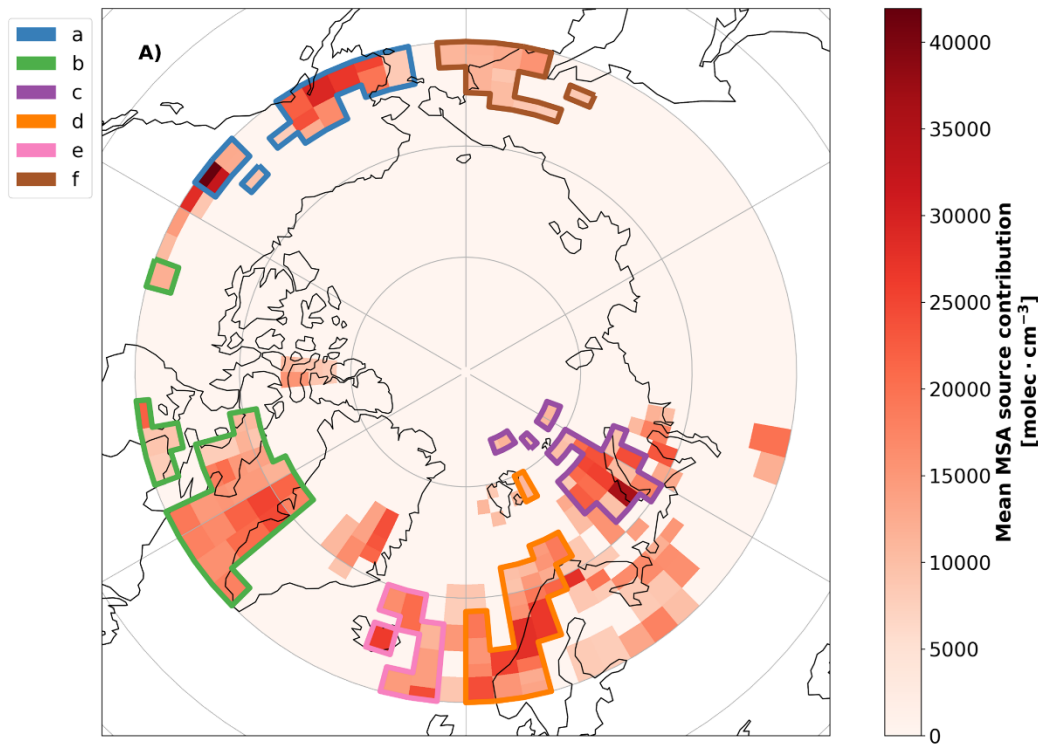 a
b
c
d
e
f
A)
40000
35000
30000
25000
20000
15000
10000
5000
0
Mean MSA source contribution
[molec · cm⁻³]